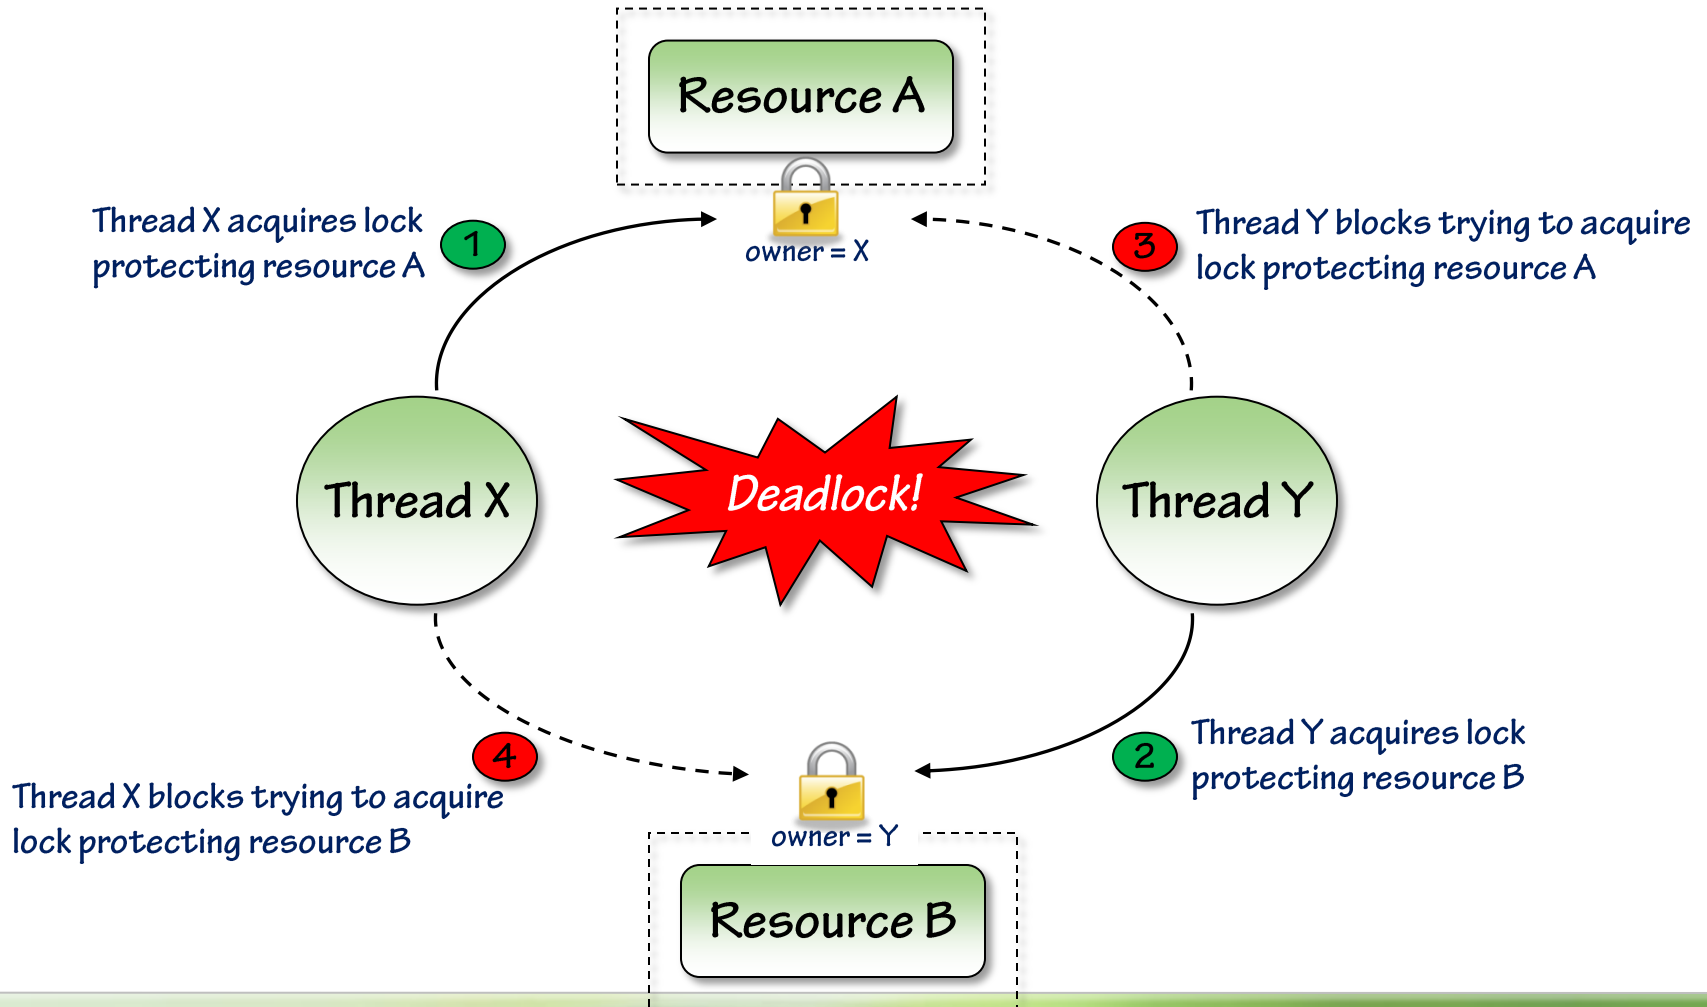 Resource A
owner = X
Thread X acquires lock
protecting resource A
1
3
Thread Y blocks trying to acquire
lock protecting resource A
Thread X
Deadlock!
Thread Y
4
Thread X blocks trying to acquire
lock protecting resource B
2
Thread Y acquires lock
protecting resource B
owner = Y
Resource B